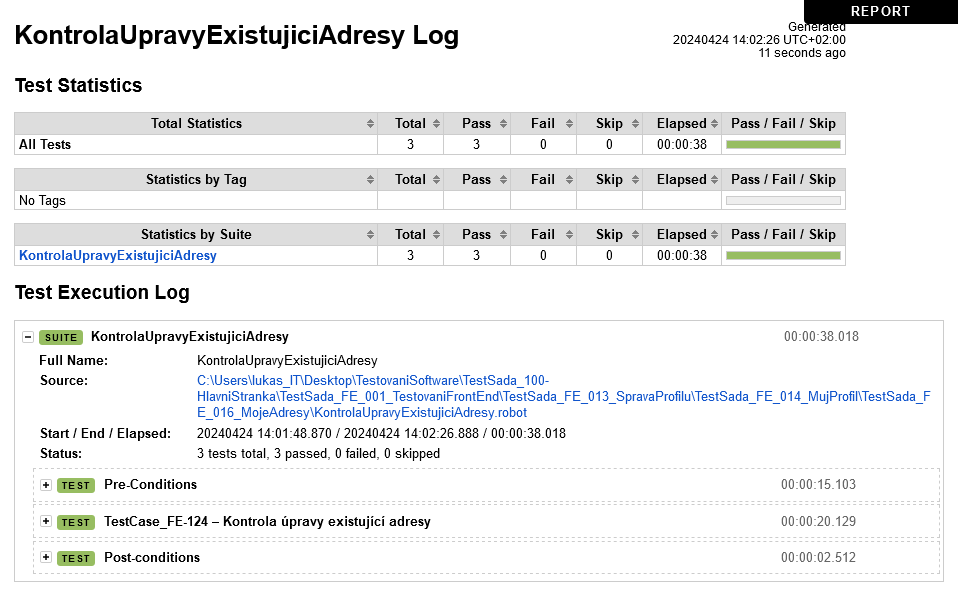 REPORT
KontrolaUpravyExistujiciAdresy Log
Generated
20240424 14:02:26 UTC+02:00
11 seconds ago
Test Statistics
Total Statistics Total Pass Fail Skip Elapsed Pass / Fail / Skip
All Tests 3 3 0 0 00:00:38
Statistics by Tag Total Pass Fail Skip Elapsed Pass / Fail / Skip
No Tags
Statistics by Suite Total Pass Fail Skip Elapsed Pass / Fail / Skip
KontrolaUpravyExistujiciAdresy 3 3 0 0 00:00:38
Test Execution Log
SUITE KontrolaUpravyExistujiciAdresy 00:00:38.018
Full Name: KontrolaUpravyExistujiciAdresy
Source: C:\Users\lukas_IT\Desktop\TestovaniSoftware\TestSada_100-
HlavniStranka\TestSada_FE_001_TestovaniFrontEnd\TestSada_FE_013_SpravaProfilu\TestSada_FE_014_MujProfil\TestSada_F
E_016_MojeAdresy\KontrolaUpravyExistujiciAdresy.robot
Start / End / Elapsed: 20240424 14:01:48.870 / 20240424 14:02:26.888 / 00:00:38.018
Status: 3 tests total, 3 passed, 0 failed, 0 skipped
TEST Pre-Conditions 00:00:15.103
TEST TestCase_FE-124 – Kontrola úpravy existující adresy 00:00:20.129
TEST Post-conditions 00:00:02.512